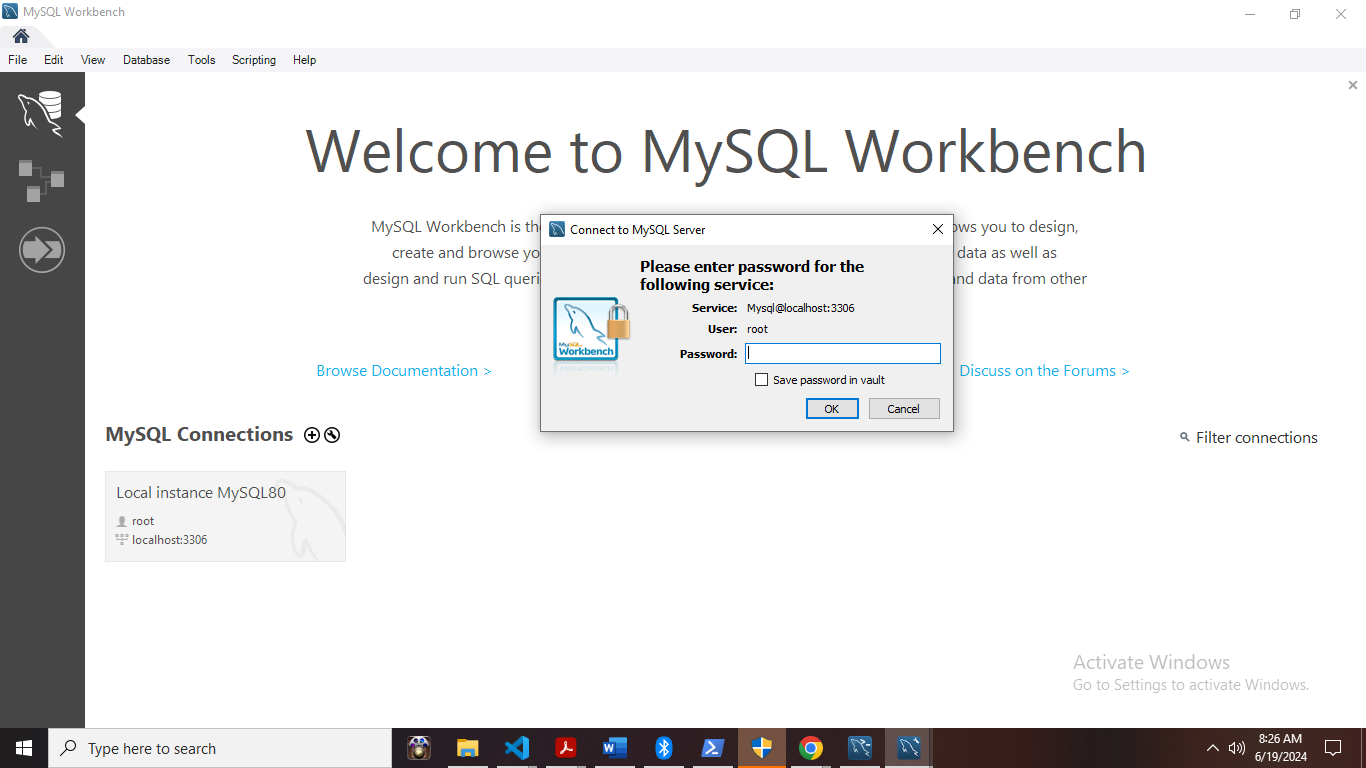 MySQL Workbench
File Edit View Database Tools Scripting Help
Welcome to MySQL Workbench
MySQL Workbench is the
ows you to design,
create and browse yo
data as well as
design and run SQL queri
nd data from other
Browse Documentation >
Discuss on the Forums >
Connect to MySQL Server
Please enter password for the
following service:
Service: Mysql@localhost:3306
User: root
Password:
Save password in vault
OK Cancel
MySQL Workbench
MySQL Connections
Filter connections
Local instance MySQL80
root
localhost:3306
Activate Windows
Go to Settings to activate Windows.
Type here to search
8:26 AM
6/19/2024